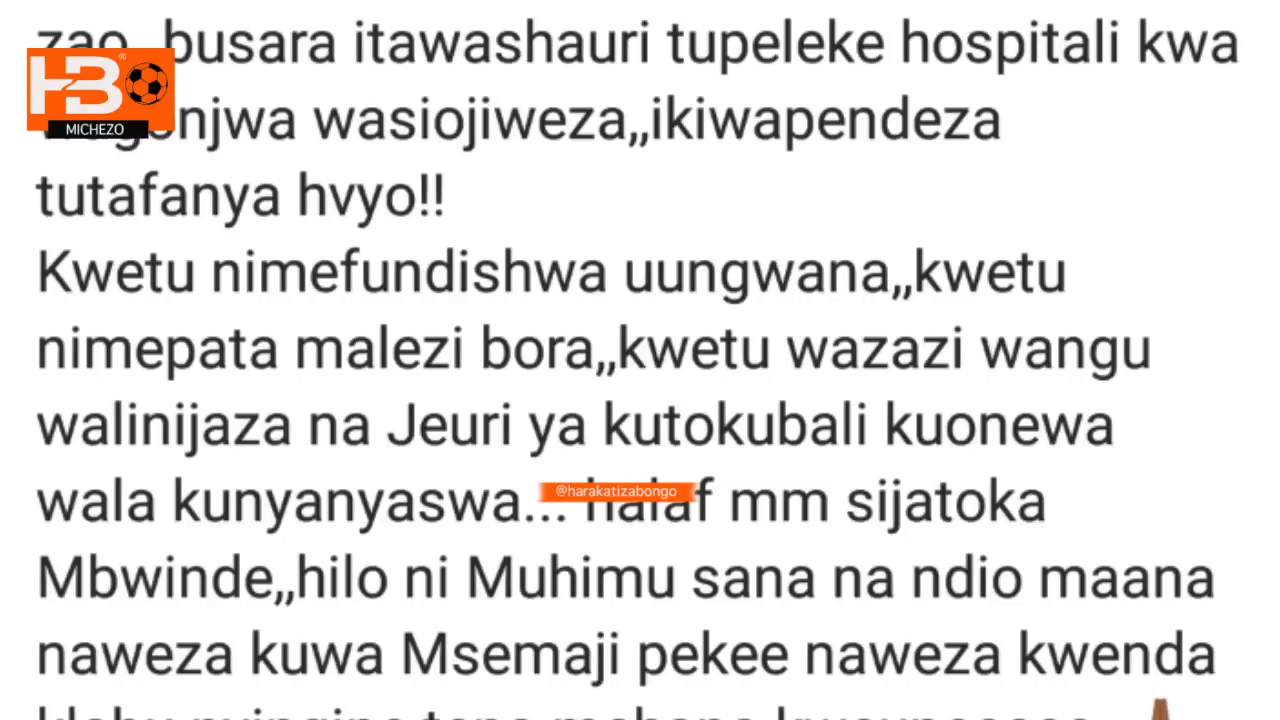 zao,, busara itawashauri tupeleke hospitali kwa
wasiojiweza,,ikiwapendeza
tutafanya hvyo!!
Kwetu nimefundishwa uungwana,,kwetu
nimepata malezi bora,,kwetu wazazi wangu
walinijaza na Jeuri ya kutokubali kuonewa
wala kunyanyaswa... halaf mm sijatoka
Mbwinde,,hilo ni Muhimu sana na ndio maana
naweza kuwa Msemaji pekee naweza kwenda
HB
MICHEZO
@harakatizabongo